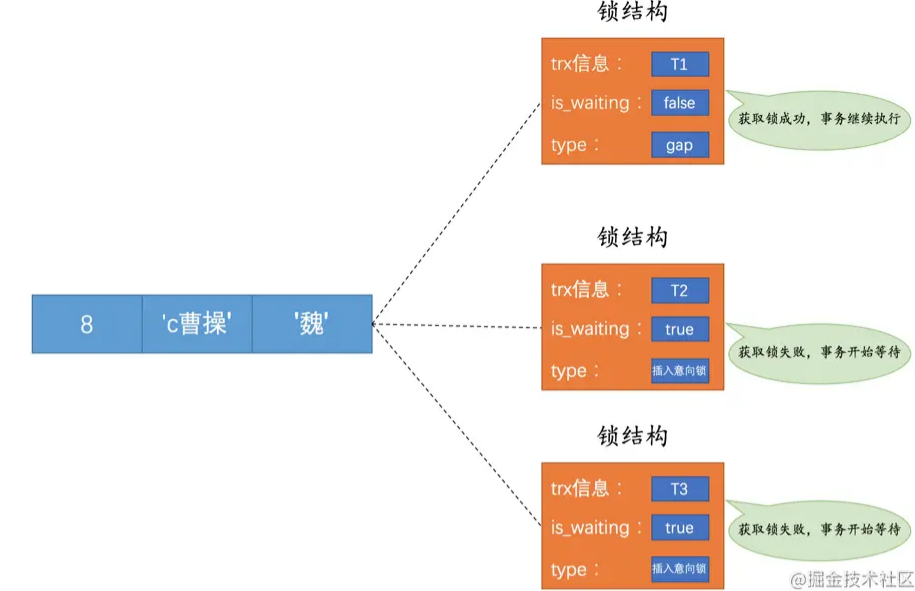 锁结构
trx信息： T1
is_waiting： false
type： gap
获取锁成功，事务继续执行
锁结构
trx信息： T2
is_waiting： true
type： 插入意向锁
获取锁失败，事务开始等待
8 'c曹操' '魏'
锁结构
trx信息： T3
is_waiting： true
type： 插入意向锁
获取锁失败，事务开始等待
@掘金技术社区